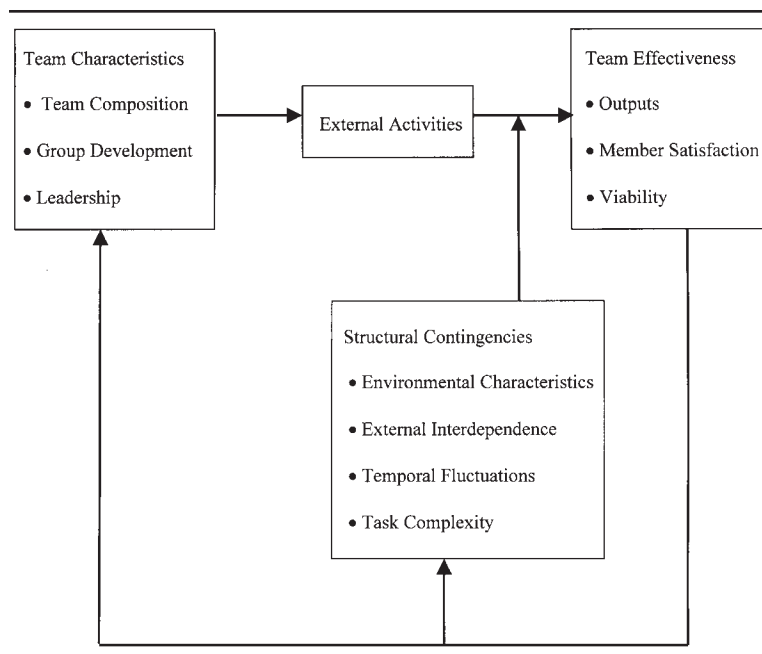 Team Characteristics
• Team Composition
• Group Development
• Leadership
External Activities
Team Effectiveness
• Outputs
• Member Satisfaction
• Viability
Structural Contingencies
• Environmental Characteristics
• External Interdependence
• Temporal Fluctuations
• Task Complexity